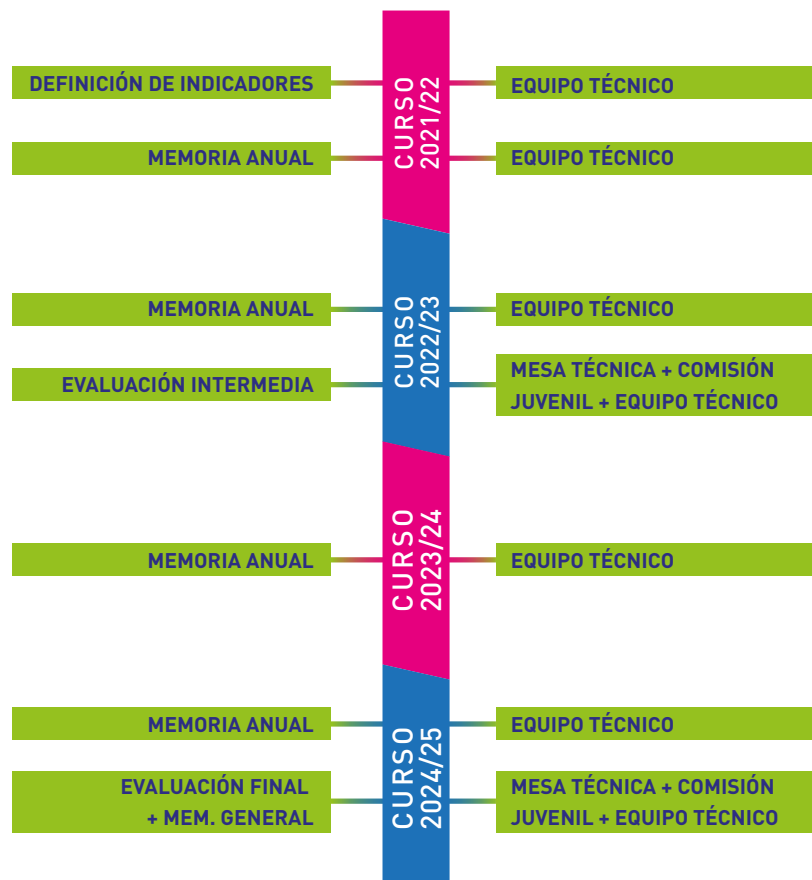 CURSO
2021/22
DEFINICIÓN DE INDICADORES
EQUIPO TÉCNICO
MEMORIA ANUAL
EQUIPO TÉCNICO
CURSO
2022/23
MEMORIA ANUAL
EQUIPO TÉCNICO
EVALUACIÓN INTERMEDIA
MESA TÉCNICA + COMISIÓN
JUVENIL + EQUIPO TÉCNICO
CURSO
2023/24
MEMORIA ANUAL
EQUIPO TÉCNICO
CURSO
2024/25
MEMORIA ANUAL
EQUIPO TÉCNICO
EVALUACIÓN FINAL
+ MEM. GENERAL
MESA TÉCNICA + COMISIÓN
JUVENIL + EQUIPO TÉCNICO